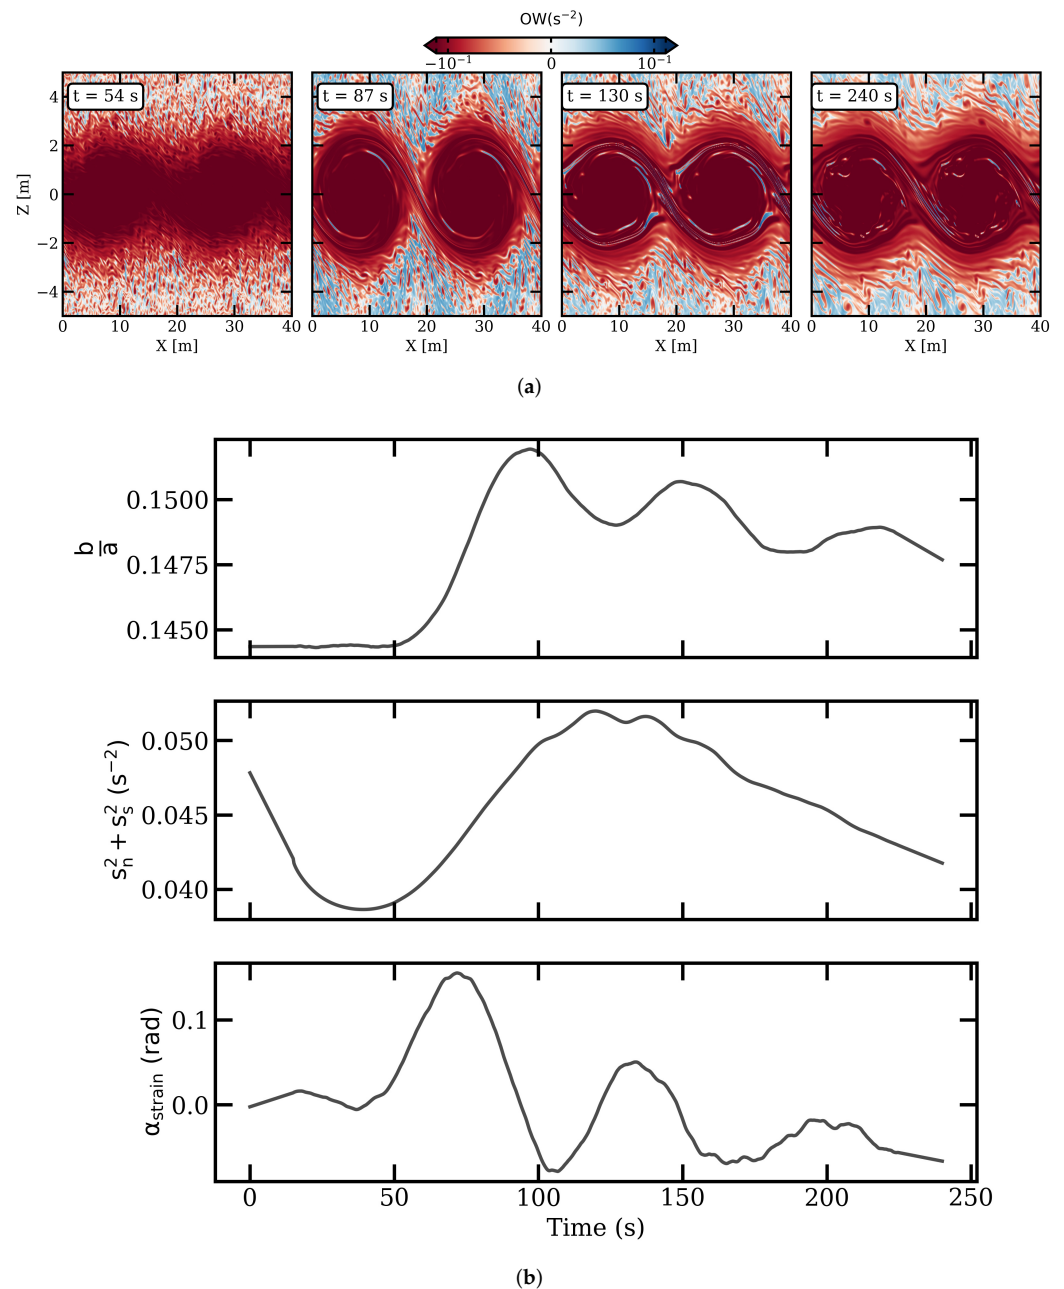 OW(s⁻²)
−10⁻¹ 0 10⁻¹
t = 54 s t = 87 s t = 130 s t = 240 s
4
2
0
−2
−4
Z [m]
0 10 20 30 40 0 10 20 30 40 0 10 20 30 40 0 10 20 30 40
X [m] X [m] X [m] X [m]
(a)
0.1500
0.1475
0.1450
b
a
0.050
0.045
0.040
s²ₙ + s²ₛ (s⁻²)
0.1
0.0
α_strain (rad)
0 50 100 150 200 250
Time (s)
(b)